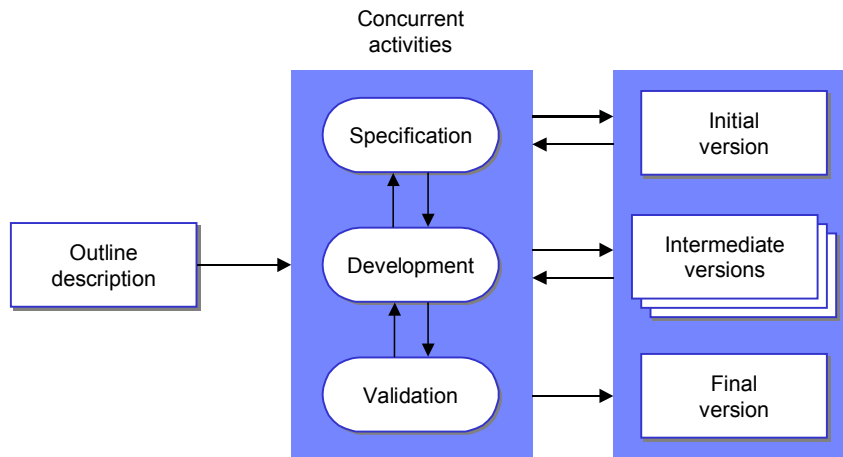 Concurrent
activities
Specification
Initial
version
Outline
description
Development
Intermediate
versions
Validation
Final
version